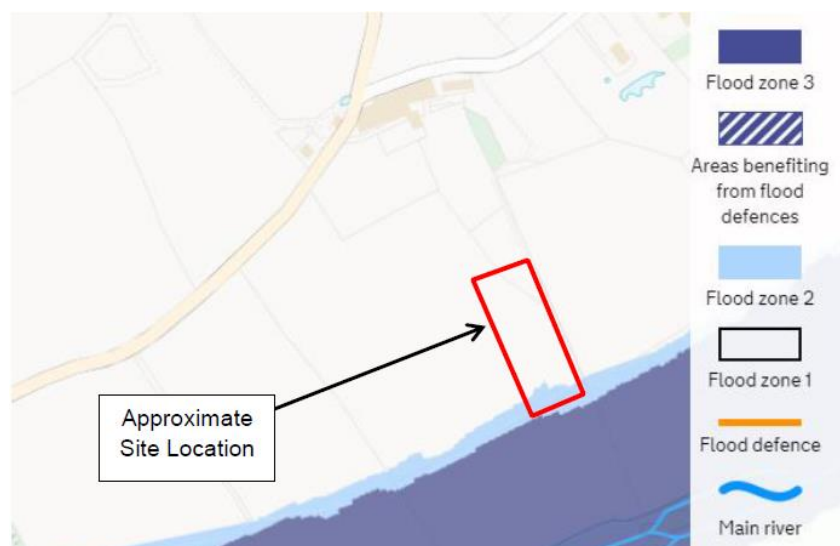 Flood zone 3
Areas benefiting
from flood
defences
Flood zone 2
Flood zone 1
Flood defence
Main river
Approximate
Site Location